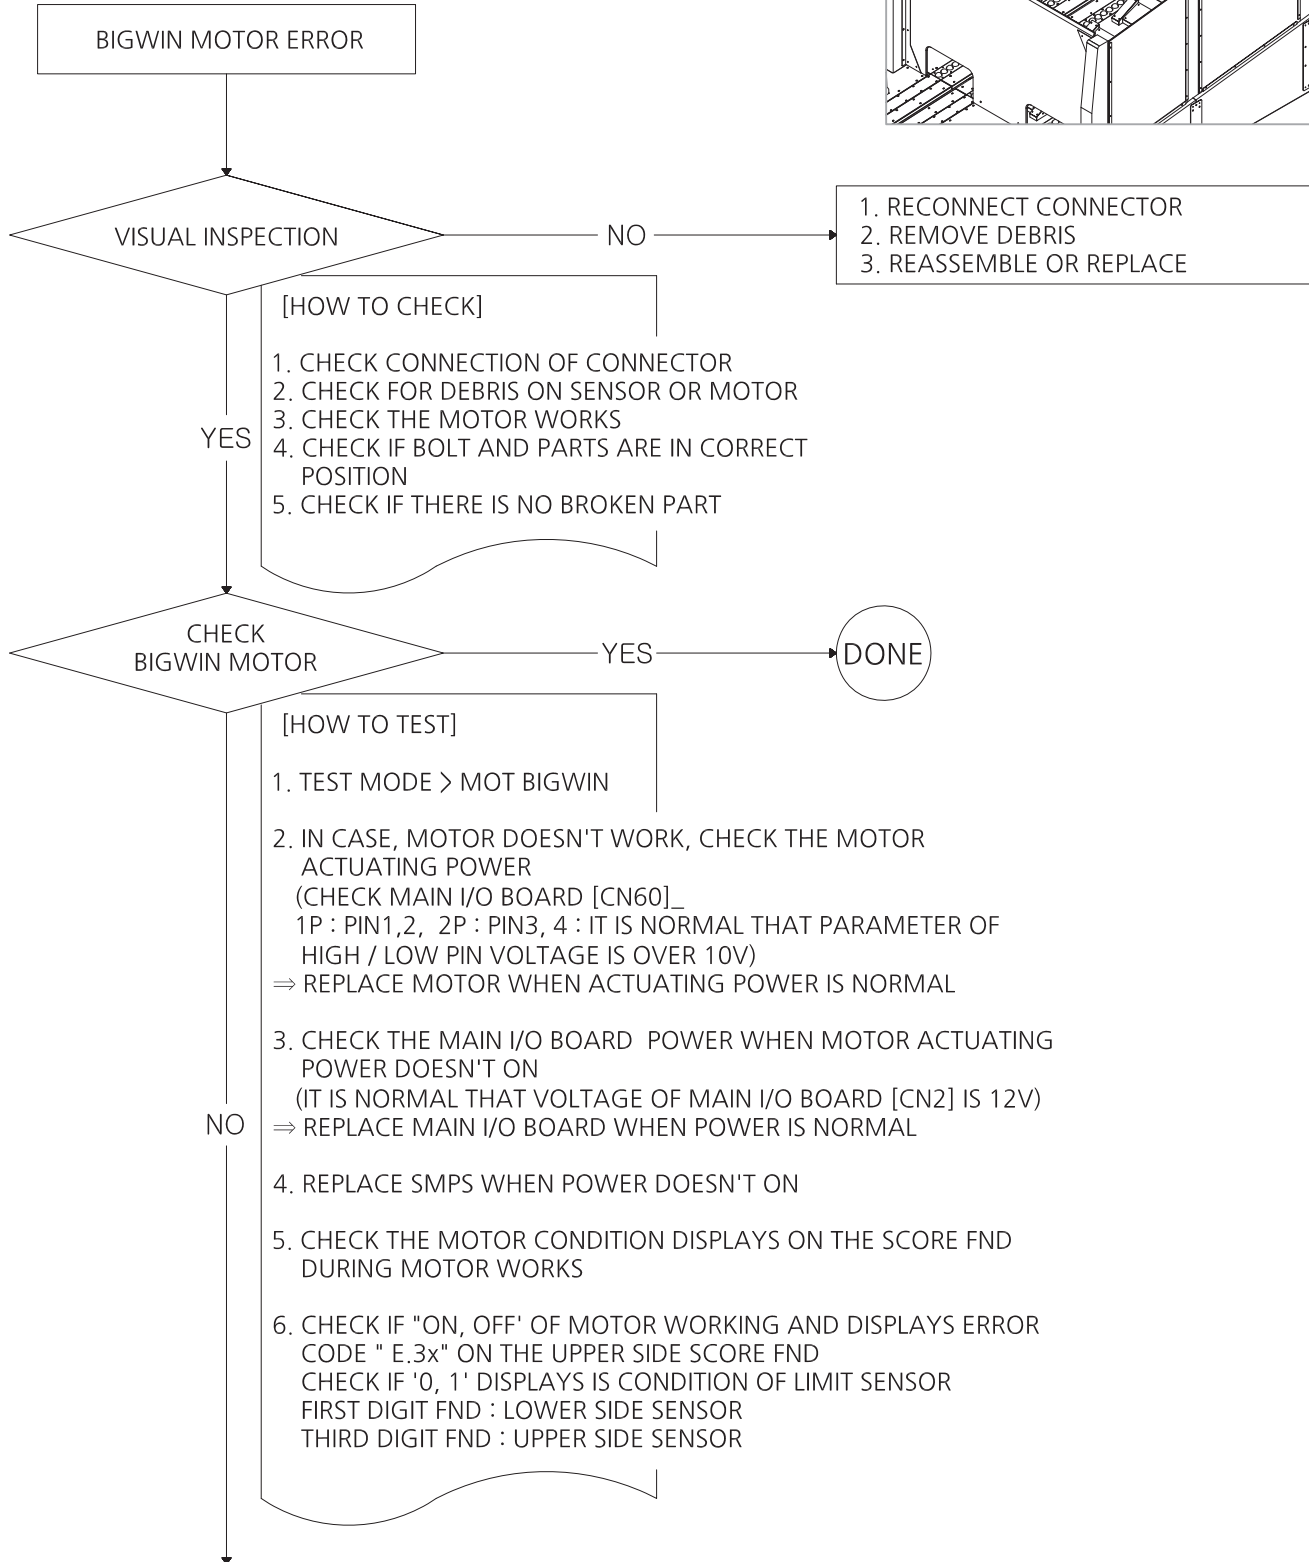 BIGWIN MOTOR ERROR
VISUAL INSPECTION
NO
1. RECONNECT CONNECTOR
2. REMOVE DEBRIS
3. REASSEMBLE OR REPLACE
[HOW TO CHECK]
1. CHECK CONNECTION OF CONNECTOR
2. CHECK FOR DEBRIS ON SENSOR OR MOTOR
3. CHECK THE MOTOR WORKS
4. CHECK IF BOLT AND PARTS ARE IN CORRECT
POSITION
5. CHECK IF THERE IS NO BROKEN PART
YES
CHECK
BIGWIN MOTOR
YES
DONE
[HOW TO TEST]
1. TEST MODE > MOT BIGWIN
2. IN CASE, MOTOR DOESN'T WORK, CHECK THE MOTOR
ACTUATING POWER
(CHECK MAIN I/O BOARD [CN60]_
1P : PIN1,2, 2P : PIN3, 4 : IT IS NORMAL THAT PARAMETER OF
HIGH / LOW PIN VOLTAGE IS OVER 10V)
⇒ REPLACE MOTOR WHEN ACTUATING POWER IS NORMAL
3. CHECK THE MAIN I/O BOARD POWER WHEN MOTOR ACTUATING
POWER DOESN'T ON
(IT IS NORMAL THAT VOLTAGE OF MAIN I/O BOARD [CN2] IS 12V)
⇒ REPLACE MAIN I/O BOARD WHEN POWER IS NORMAL
4. REPLACE SMPS WHEN POWER DOESN'T ON
5. CHECK THE MOTOR CONDITION DISPLAYS ON THE SCORE FND
DURING MOTOR WORKS
6. CHECK IF "ON, OFF' OF MOTOR WORKING AND DISPLAYS ERROR
CODE " E.3x" ON THE UPPER SIDE SCORE FND
CHECK IF '0, 1' DISPLAYS IS CONDITION OF LIMIT SENSOR
FIRST DIGIT FND : LOWER SIDE SENSOR
THIRD DIGIT FND : UPPER SIDE SENSOR
NO